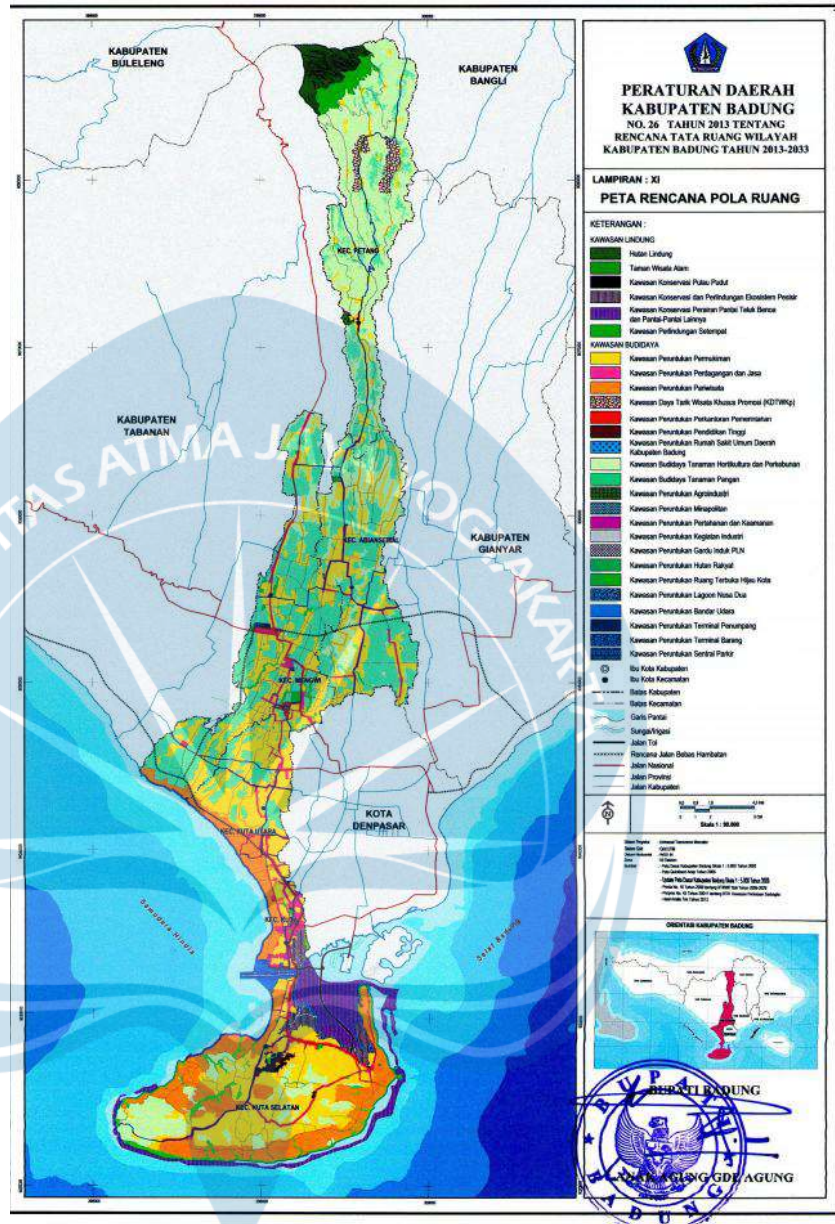 PERATURAN DAERAH
KABUPATEN BADUNG
NO. 26 TAHUN 2013 TENTANG
RENCANA TATA RUANG WILAYAH
KABUPATEN BADUNG TAHUN 2013-2033
LAMPIRAN : XI
PETA RENCANA POLA RUANG
KETERANGAN :
KAWASAN LINDUNG
Hutan Lindung
Taman Wisata Alam
Kawasan Konservasi Pulau Pudut
Kawasan Konservasi dan Perlindungan Ekosistem Pesisir
Kawasan Konservasi Perairan Pantai Teluk Benoa
dan Pantai-Pantai Lainnya
Kawasan Perlindungan Setempat
KAWASAN BUDIDAYA
Kawasan Peruntukan Permukiman
Kawasan Peruntukan Perdagangan dan Jasa
Kawasan Peruntukan Pariwisata
Kawasan Daya Tarik Wisata Khusus Promosi (KDTWKp)
Kawasan Peruntukan Perkantoran Pemerintahan
Kawasan Peruntukan Pendidikan Tinggi
Kawasan Peruntukan Rumah Sakit Umum Daerah
Kabupaten Badung
Kawasan Budidaya Tanaman Hortikultura dan Perkebunan
Kawasan Budidaya Tanaman Pangan
Kawasan Peruntukan Agroindustri
Kawasan Peruntukan Minapolitan
Kawasan Peruntukan Pertahanan dan Keamanan
Kawasan Peruntukan Kegiatan Industri
Kawasan Peruntukan Gardu Induk PLN
Kawasan Peruntukan Hutan Rakyat
Kawasan Peruntukan Ruang Terbuka Hijau Kota
Kawasan Peruntukan Lagoon Nusa Dua
Kawasan Peruntukan Bandar Udara
Kawasan Peruntukan Terminal Penumpang
Kawasan Peruntukan Terminal Barang
Kawasan Peruntukan Sentral Parkir
Ibu Kota Kabupaten
Ibu Kota Kecamatan
Batas Kabupaten
Batas Kecamatan
Garis Pantai
Sungai/Irigasi
Jalan Tol
Rencana Jalan Bebas Hambatan
Jalan Nasional
Jalan Provinsi
Jalan Kabupaten
Skala 1 : 50.000
ORIENTASI KABUPATEN BADUNG
BUPATI BADUNG
ANAK AGUNG GDE AGUNG
BUPATI
BADUNG
KABUPATEN
BULELENG
KABUPATEN
BANGLI
KEC. PETANG
KABUPATEN
TABANAN
KEC. ABIANSEMAL
KABUPATEN
GIANYAR
KEC. MENGWI
KOTA
DENPASAR
KEC. KUTA UTARA
KEC. KUTA
Samudera Hindia
Selat Badung
KEC. KUTA SELATAN
ITAS ATMA JAYA YOGYAKARTA